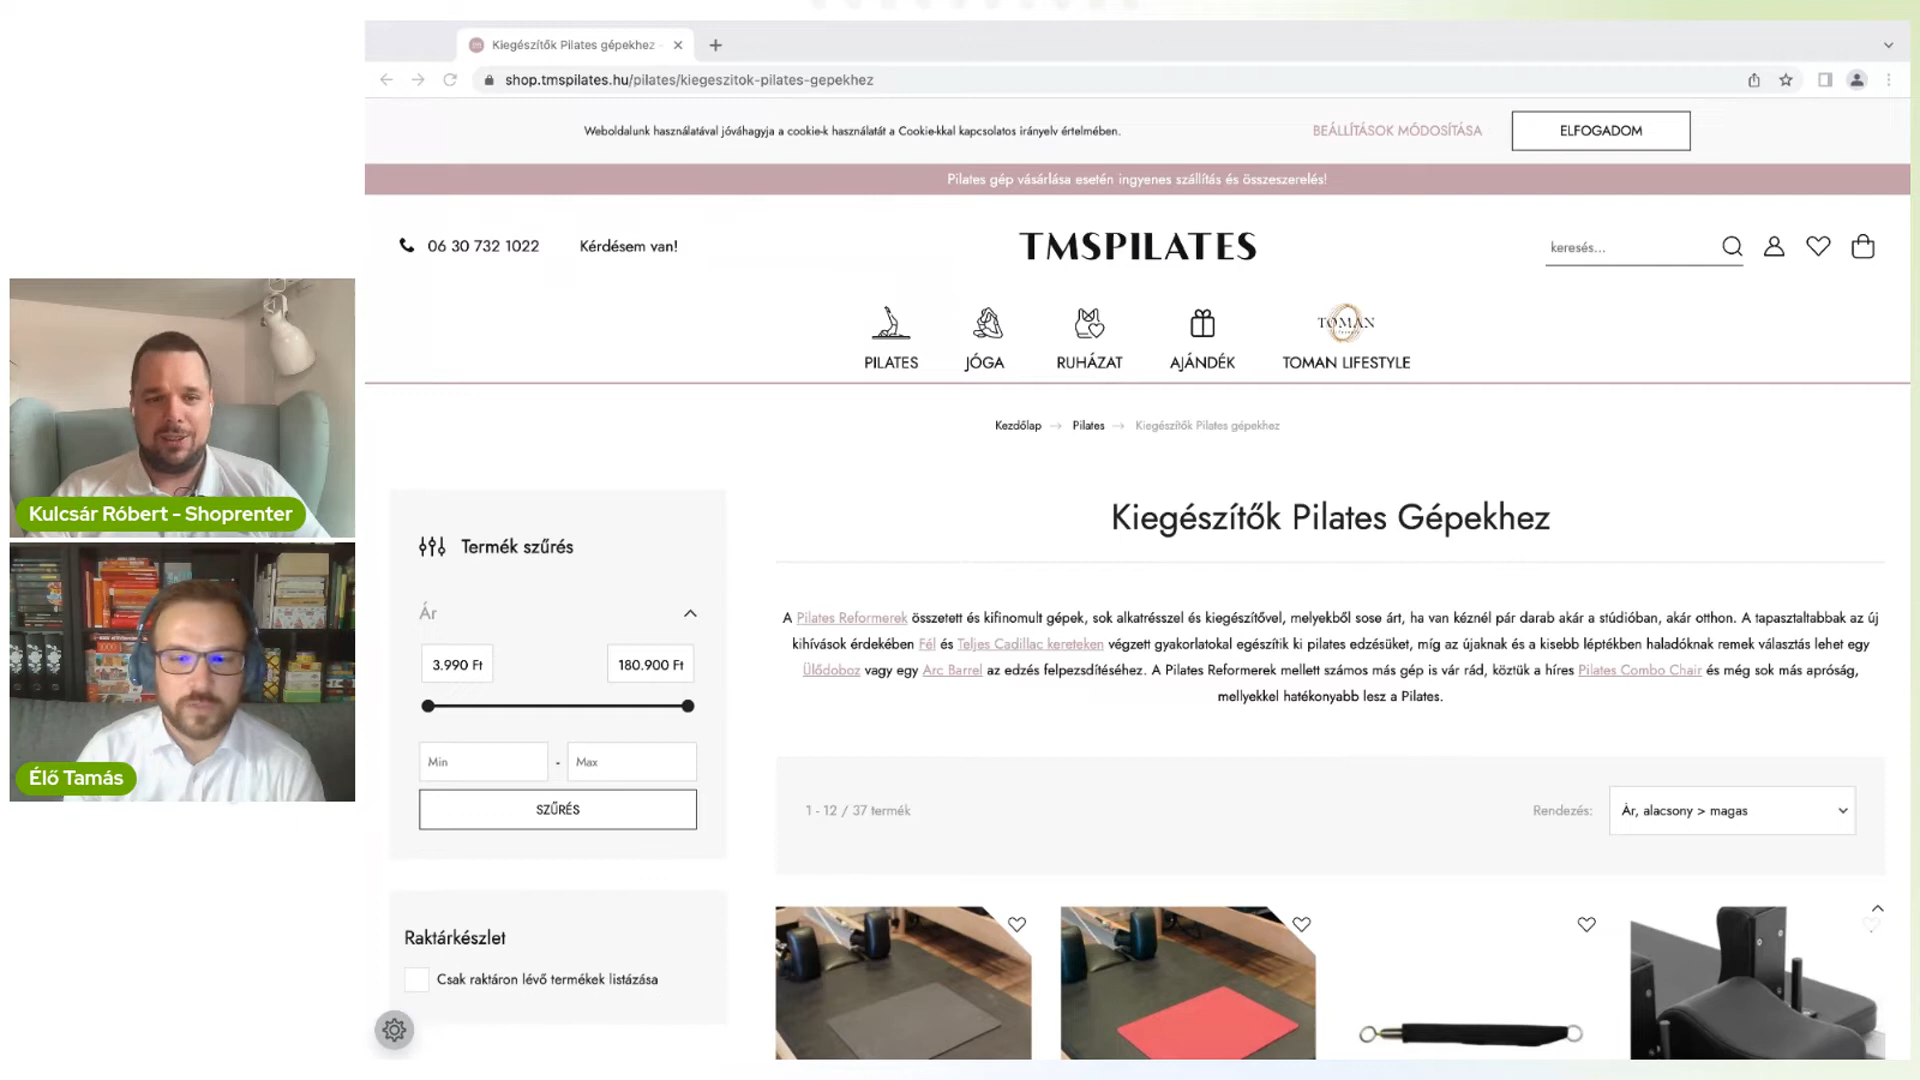 Kiegészítők Pilates gépekhez -
shop.tmspilates.hu/pilates/kiegeszitok-pilates-gepekhez
Weboldalunk használatával jóváhagyja a cookie-k használatát a Cookie-kkal kapcsolatos irányelv értelmében.
BEÁLLÍTÁSOK MÓDOSÍTÁSA
ELFOGADOM
Pilates gép vásárlása esetén ingyenes szállítás és összeszerelés!
06 30 732 1022
Kérdésem van!
TMSPILATES
keresés...
TOMAN
PILATES
JÓGA
RUHÁZAT
AJÁNDÉK
TOMAN LIFESTYLE
Kezdőlap → Pilates → Kiegészítők Pilates gépekhez
Kulcsár Róbert - Shoprenter
Élő Tamás
Termék szűrés
Ár
3.990 Ft
180.900 Ft
Min - Max
SZŰRÉS
Raktárkészlet
Csak raktáron lévő termékek listázása
Kiegészítők Pilates Gépekhez
A Pilates Reformerek összetett és kifinomult gépek, sok alkatrésszel és kiegészítővel, melyekből sose árt, ha van kéznél pár darab akár a stúdióban, akár otthon. A tapasztaltabbak az új
kihívások érdekében Fél és Teljes Cadillac kereteken végzett gyakorlatokal egészítik ki pilates edzésüket, míg az újaknak és a kisebb léptékben haladóknak remek választás lehet egy
Ülődoboz vagy egy Arc Barrel az edzés felpezsdítéséhez. A Pilates Reformerek mellett számos más gép is vár rád, köztük a híres Pilates Combo Chair és még sok más apróság,
mellyekkel hatékonyabb lesz a Pilates.
1 - 12 / 37 termék
Rendezés:
Ár, alacsony > magas